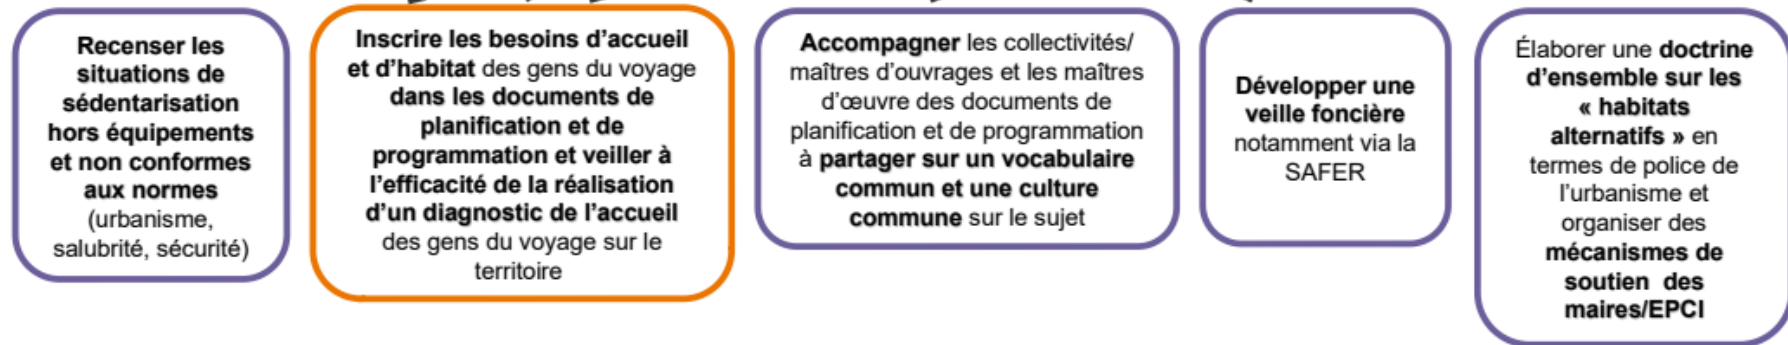 Recenser les
situations de
sédentarisation
hors équipements
et non conformes
aux normes
(urbanisme,
salubrité, sécurité)
Inscrire les besoins d’accueil
et d’habitat des gens du voyage
dans les documents de
planification et de
programmation et veiller à
l’efficacité de la réalisation
d’un diagnostic de l’accueil
des gens du voyage sur le
territoire
Accompagner les collectivités/
maîtres d’ouvrages et les maîtres
d’œuvre des documents de
planification et de programmation
à partager sur un vocabulaire
commun et une culture
commune sur le sujet
Développer une
veille foncière
notamment via la
SAFER
Élaborer une doctrine
d’ensemble sur les
« habitats
alternatifs » en
termes de police de
l’urbanisme et
organiser des
mécanismes de
soutien des
maires/EPCI